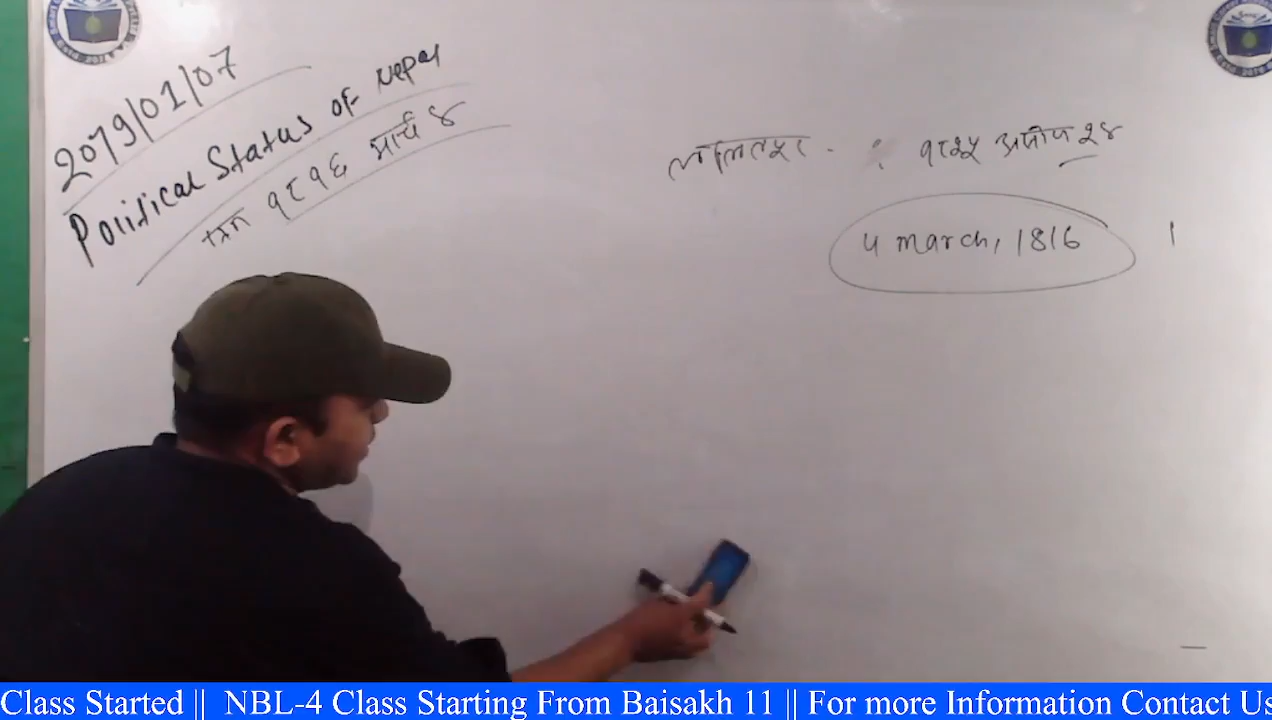 2079/01/07
Political Status of Nepal
सन १८१६ मार्च ४
ललितपुर - : १८२५ असोज २४
4 march, 1816
Class Started || NBL-4 Class Starting From Baisakh 11 || For more Information Contact Us